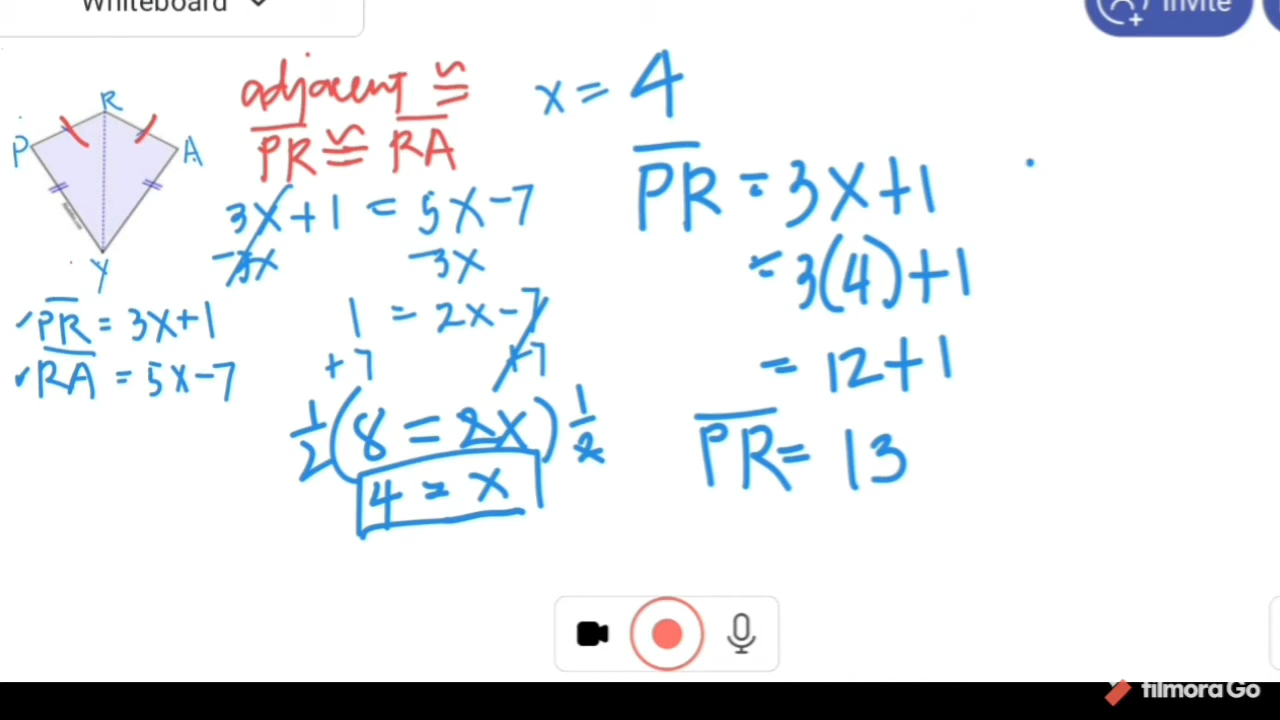 Whiteboard
Invite
R
P
A
Y
PR = 3x+1
RA = 5x-7
adjacent ≅
PR ≅ RA
3x+1 = 5x-7
-3x -3x
1 = 2x-7
+7 +7
1/2(8 = 2x)1/2
4 = x
x = 4
PR = 3x+1
= 3(4)+1
= 12+1
PR = 13
filmora Go